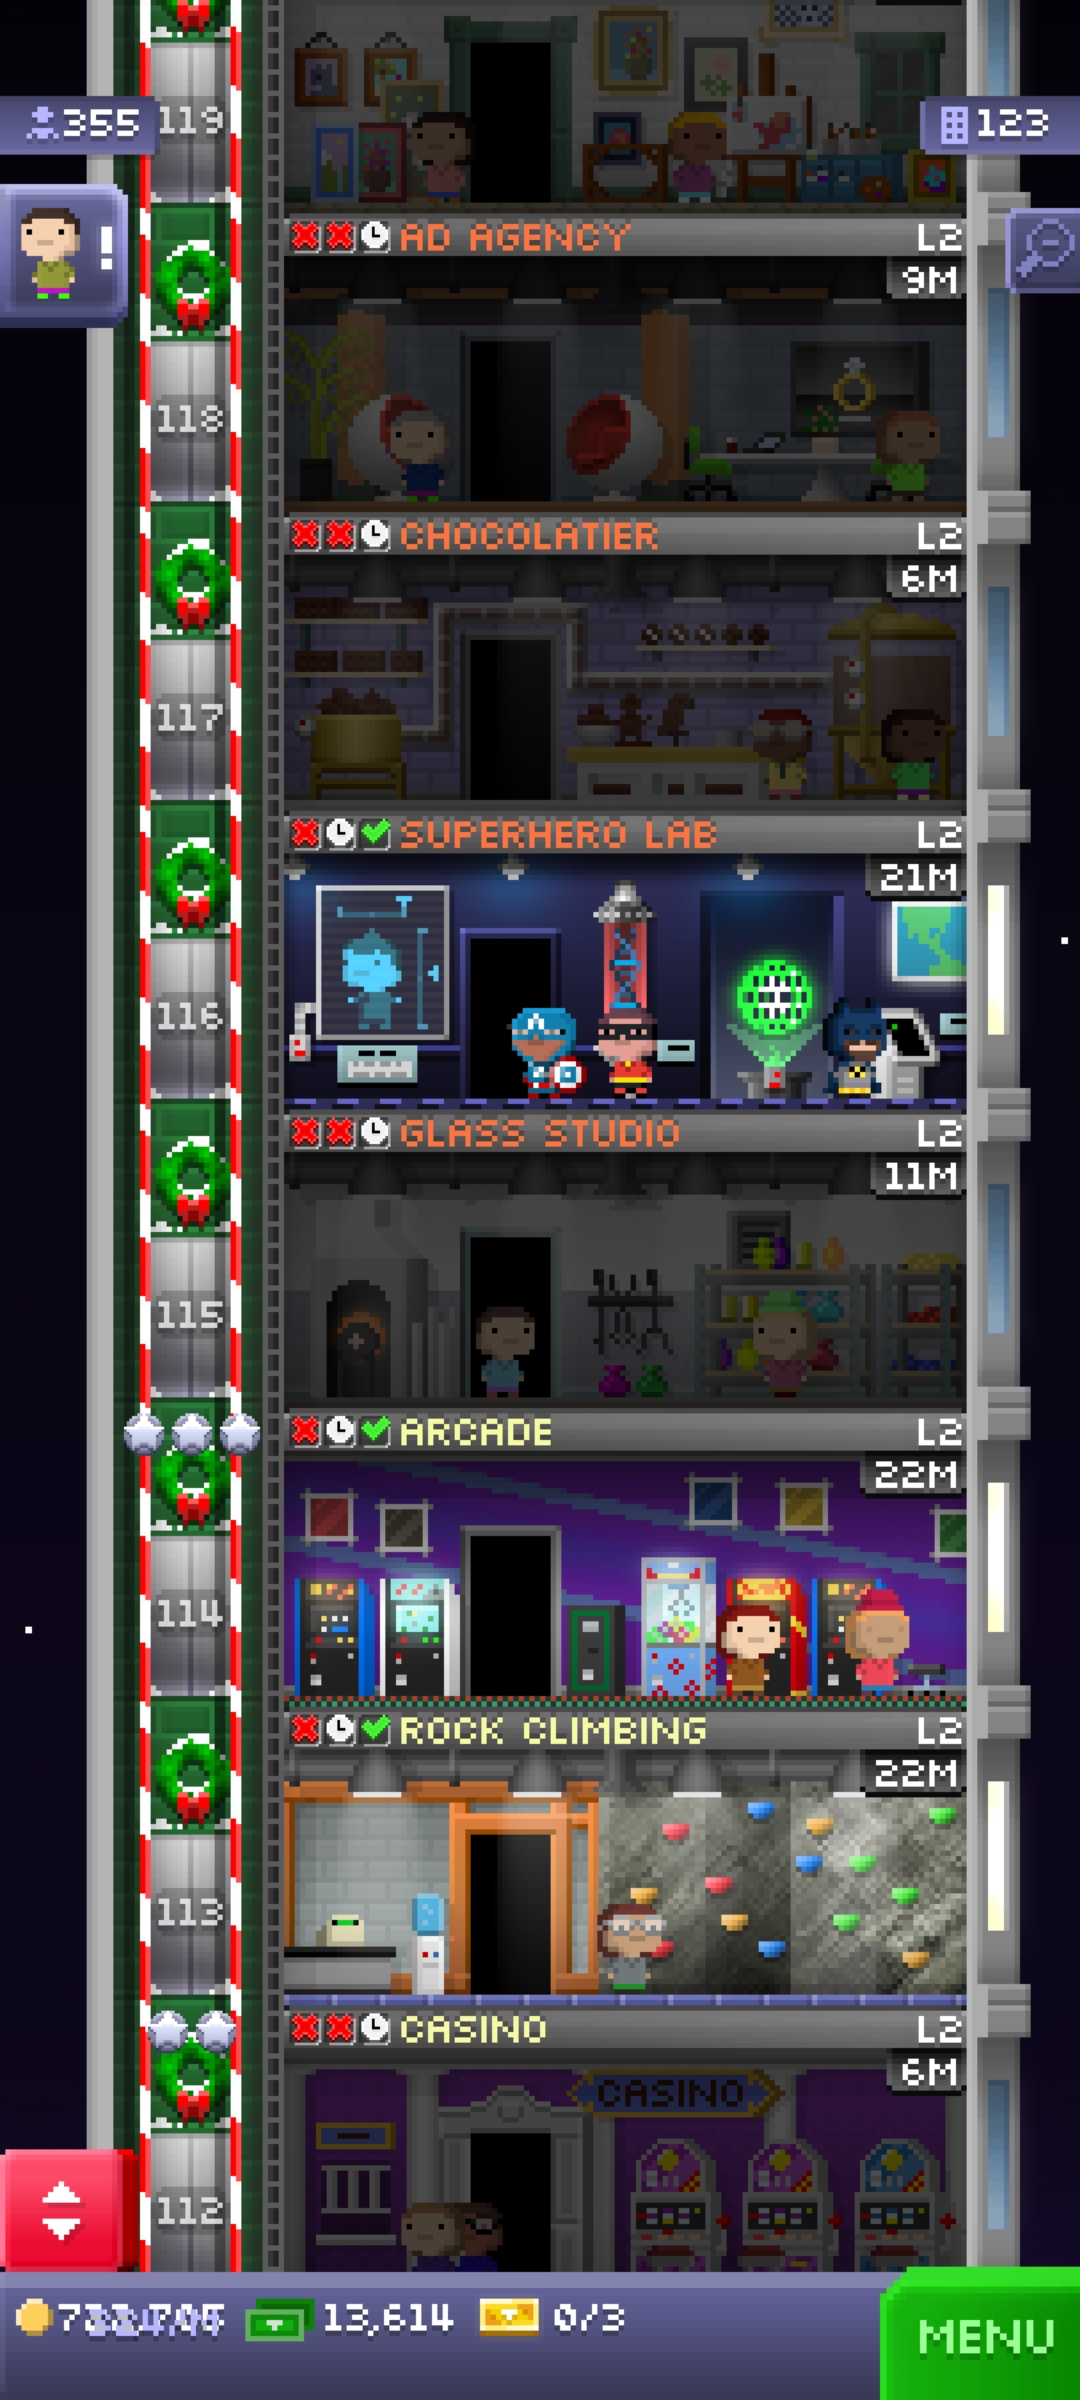 119
355
123
!
AD AGENCY L2
9M
118
CHOCOLATIER L2
6M
117
SUPERHERO LAB L2
21M
116
GLASS STUDIO L2
11M
115
ARCADE L2
22M
114
ROCK CLIMBING L2
22M
113
CASINO L2
6M
CASINO
112
13,614
0/3
MENU